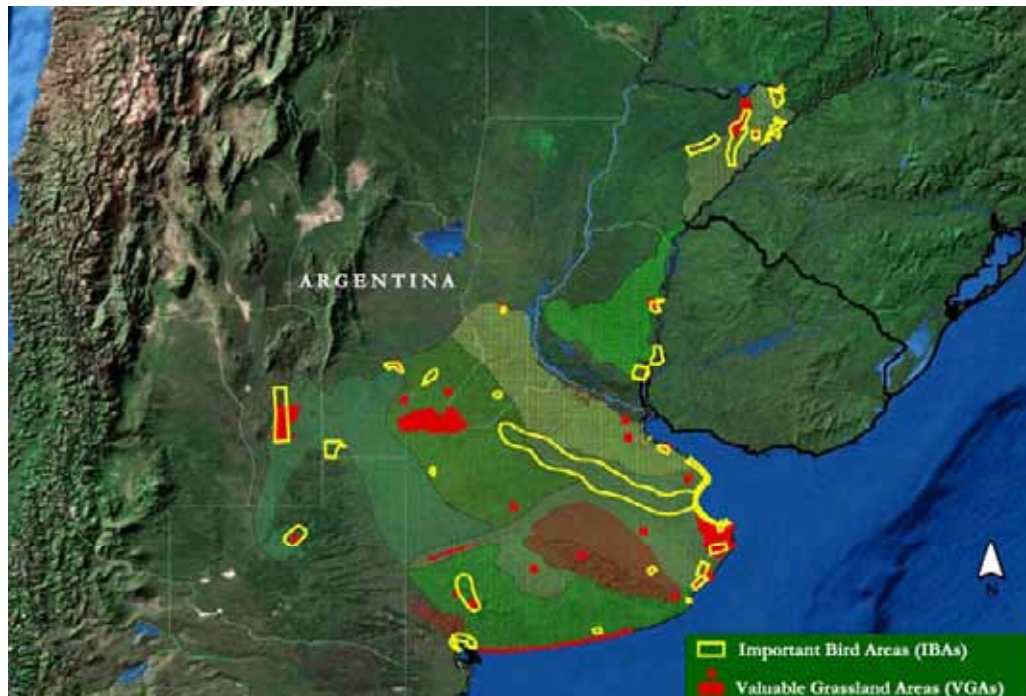 ARGENTINA
N
Important Bird Areas (IBAs)
Valuable Grassland Areas (VGAs)